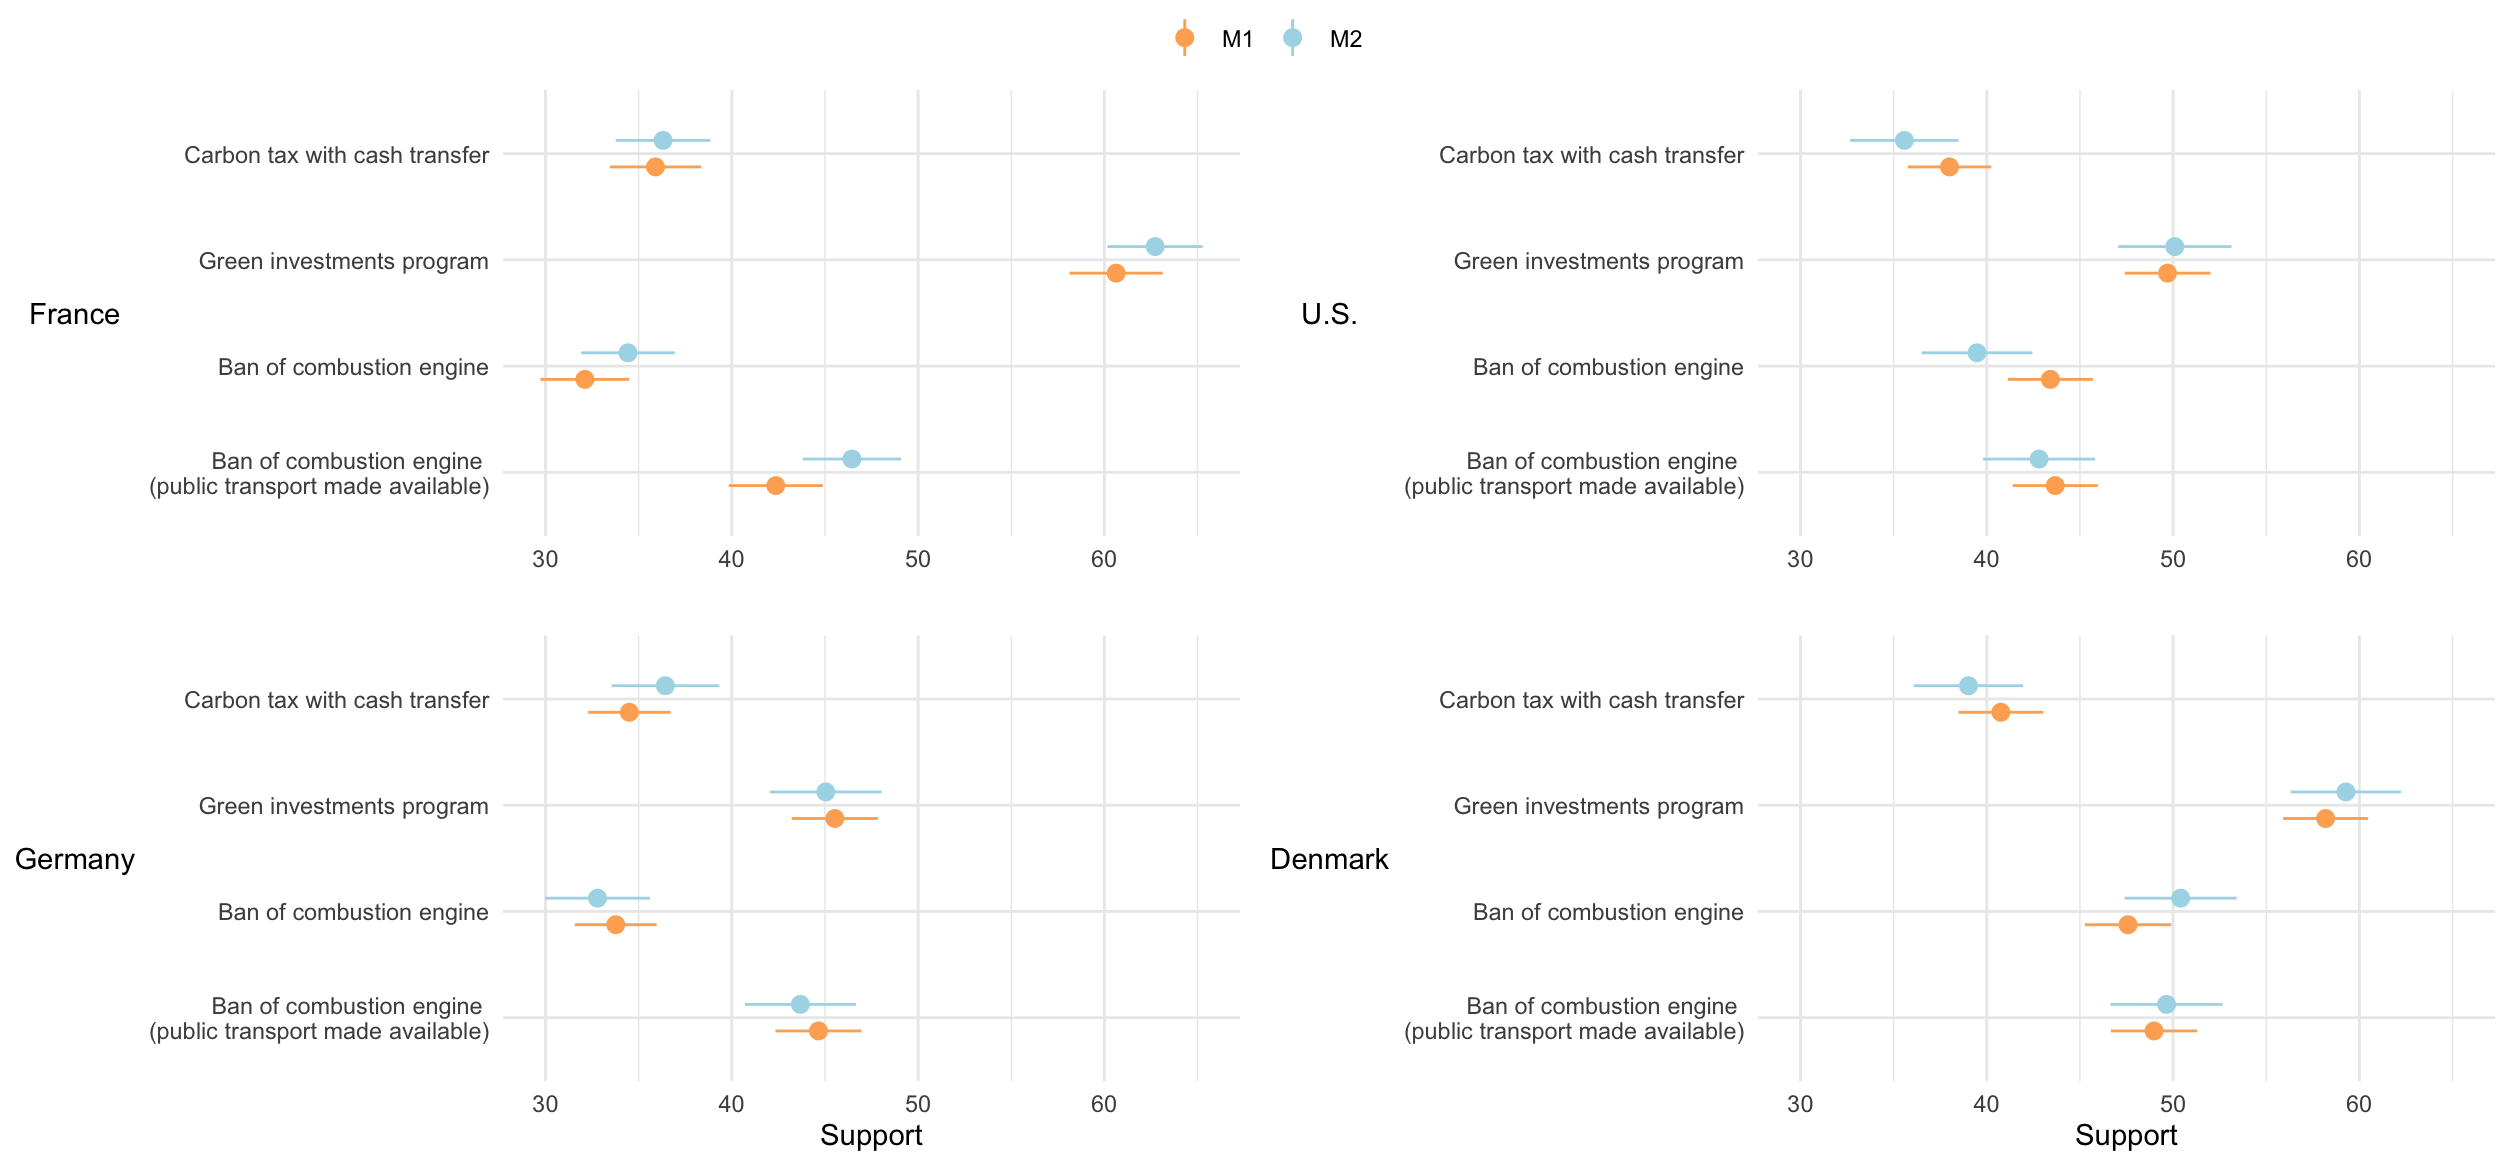 M1 M2
Carbon tax with cash transfer
Green investments program
France
Ban of combustion engine
Ban of combustion engine
(public transport made available)
30 40 50 60
Carbon tax with cash transfer
Green investments program
U.S.
Ban of combustion engine
Ban of combustion engine
(public transport made available)
30 40 50 60
Carbon tax with cash transfer
Green investments program
Germany
Ban of combustion engine
Ban of combustion engine
(public transport made available)
30 40 50 60
Support
Carbon tax with cash transfer
Green investments program
Denmark
Ban of combustion engine
Ban of combustion engine
(public transport made available)
30 40 50 60
Support